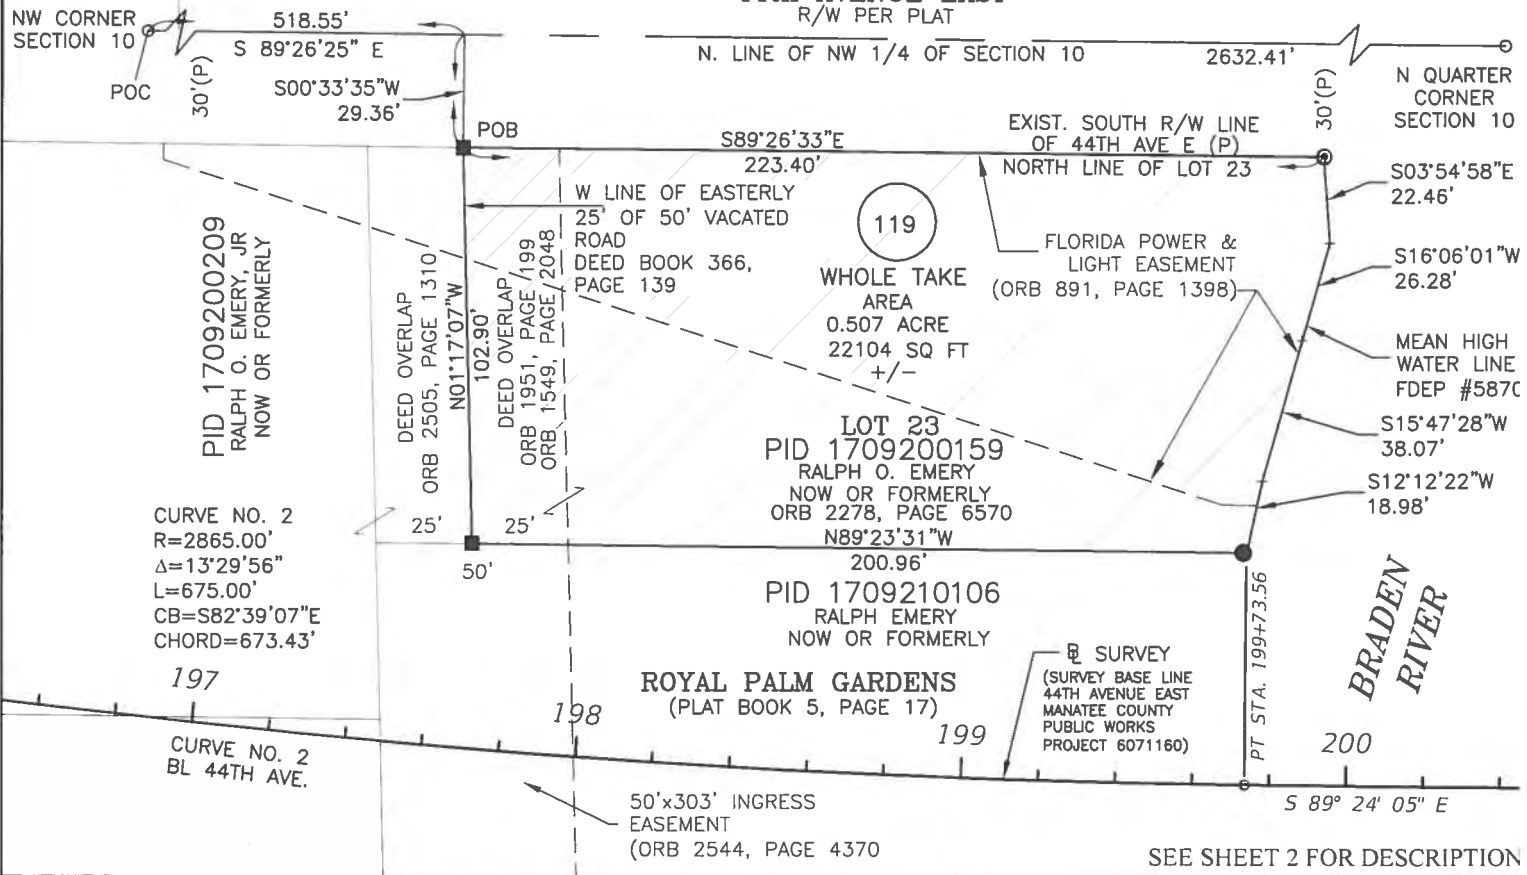 R/W PER PLAT
NW CORNER
SECTION 10
518.55'
S 89°26'25" E
POC
30'(P)
S00°33'35"W
29.36'
N. LINE OF NW 1/4 OF SECTION 10
2632.41'
30'(P)
N QUARTER
CORNER
SECTION 10
POB
S89°26'33"E
223.40'
EXIST. SOUTH R/W LINE
OF 44TH AVE E (P)
NORTH LINE OF LOT 23
S03°54'58"E
22.46'
W LINE OF EASTERLY
25' OF 50' VACATED
ROAD
DEED BOOK 366,
PAGE 139
119
WHOLE TAKE
AREA
0.507 ACRE
22104 SQ FT
+/-
FLORIDA POWER &
LIGHT EASEMENT
(ORB 891, PAGE 1398)
S16°06'01"W
26.28'
MEAN HIGH
WATER LINE
FDEP #5870
S15°47'28"W
38.07'
S12°12'22"W
18.98'
PID 1709200209
RALPH O. EMERY, JR
NOW OR FORMERLY
DEED OVERLAP
ORB 2505, PAGE 1310
N01°17'07"W
102.90'
DEED OVERLAP
ORB 1951, PAGE 199
ORB 1549, PAGE 2048
LOT 23
PID 1709200159
RALPH O. EMERY
NOW OR FORMERLY
ORB 2278, PAGE 6570
N89°23'31"W
200.96'
25'
25'
50'
CURVE NO. 2
R=2865.00'
Δ=13°29'56"
L=675.00'
CB=S82°39'07"E
CHORD=673.43'
PID 1709210106
RALPH EMERY
NOW OR FORMERLY
ROYAL PALM GARDENS
(PLAT BOOK 5, PAGE 17)
BL SURVEY
(SURVEY BASE LINE
44TH AVENUE EAST
MANATEE COUNTY
PUBLIC WORKS
PROJECT 6071160)
PT STA. 199+73.56
BRADEN
RIVER
197
198
199
200
CURVE NO. 2
BL 44TH AVE.
S 89° 24' 05" E
50'x303' INGRESS
EASEMENT
(ORB 2544, PAGE 4370
SEE SHEET 2 FOR DESCRIPTION